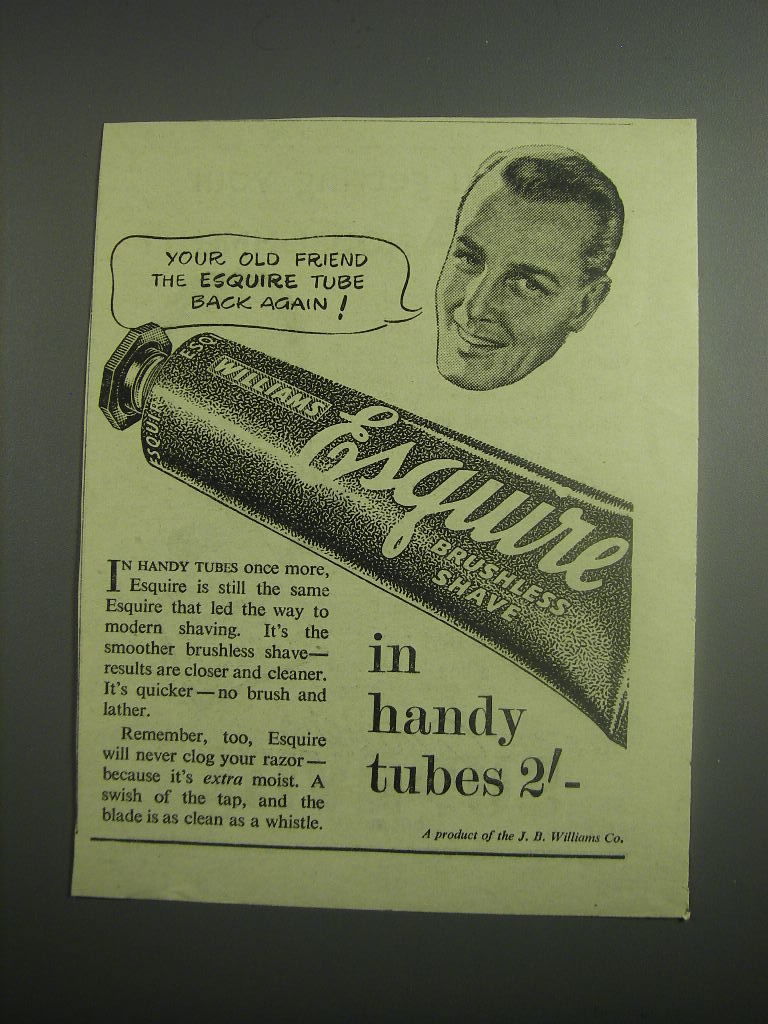 YOUR OLD FRIEND
THE ESQUIRE TUBE
BACK AGAIN!
ESQ
ESQUIRE
WILLIAMS
Esquire
BRUSHLESS
SHAVE
IN HANDY TUBES once more,
Esquire is still the same
Esquire that led the way to
modern shaving. It's the
smoother brushless shave—
results are closer and cleaner.
It's quicker—no brush and
lather.
Remember, too, Esquire
will never clog your razor—
because it's extra moist. A
swish of the tap, and the
blade is as clean as a whistle.
in
handy
tubes 2/-
A product of the J. B. Williams Co.